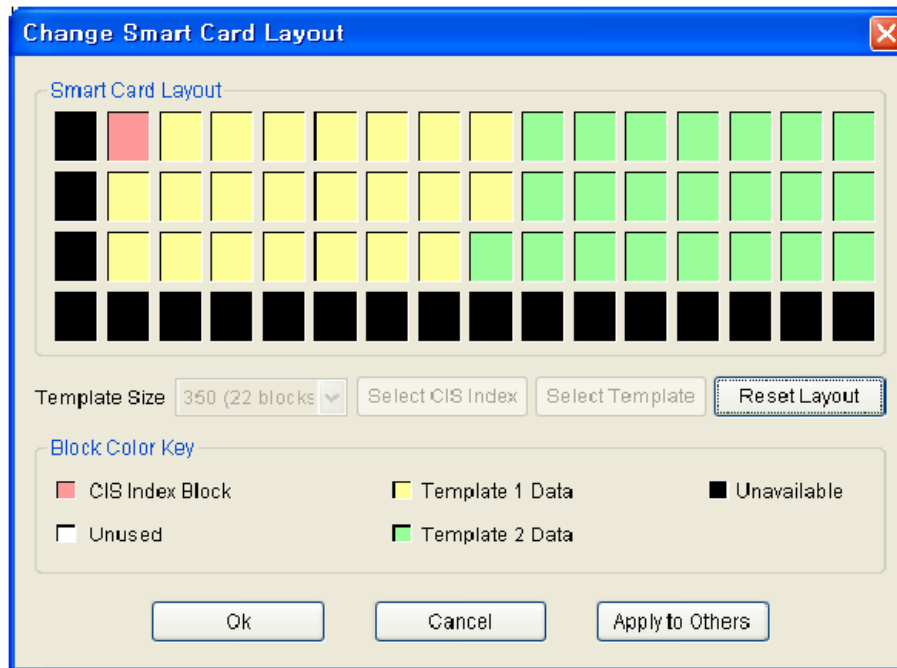 Change Smart Card Layout
Smart Card Layout
Template Size 350 (22 blocks Select CIS Index Select Template Reset Layout
Block Color Key
CIS Index Block Template 1 Data Unavailable
Unused Template 2 Data
Ok Cancel Apply to Others